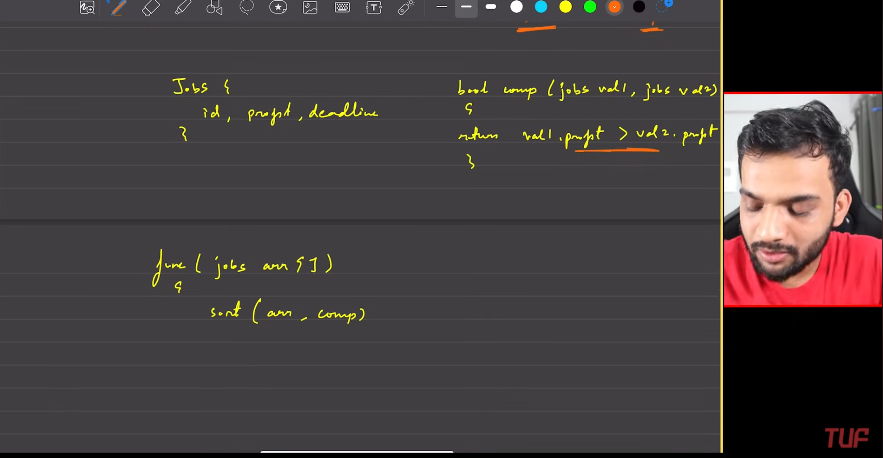 Jobs {
id, profit, deadline
}
bool comp (jobs val1, jobs val2)
{
return val1.profit > val2.profit
}
func ( jobs arr[])
{
sort (arr, comp)
TUF